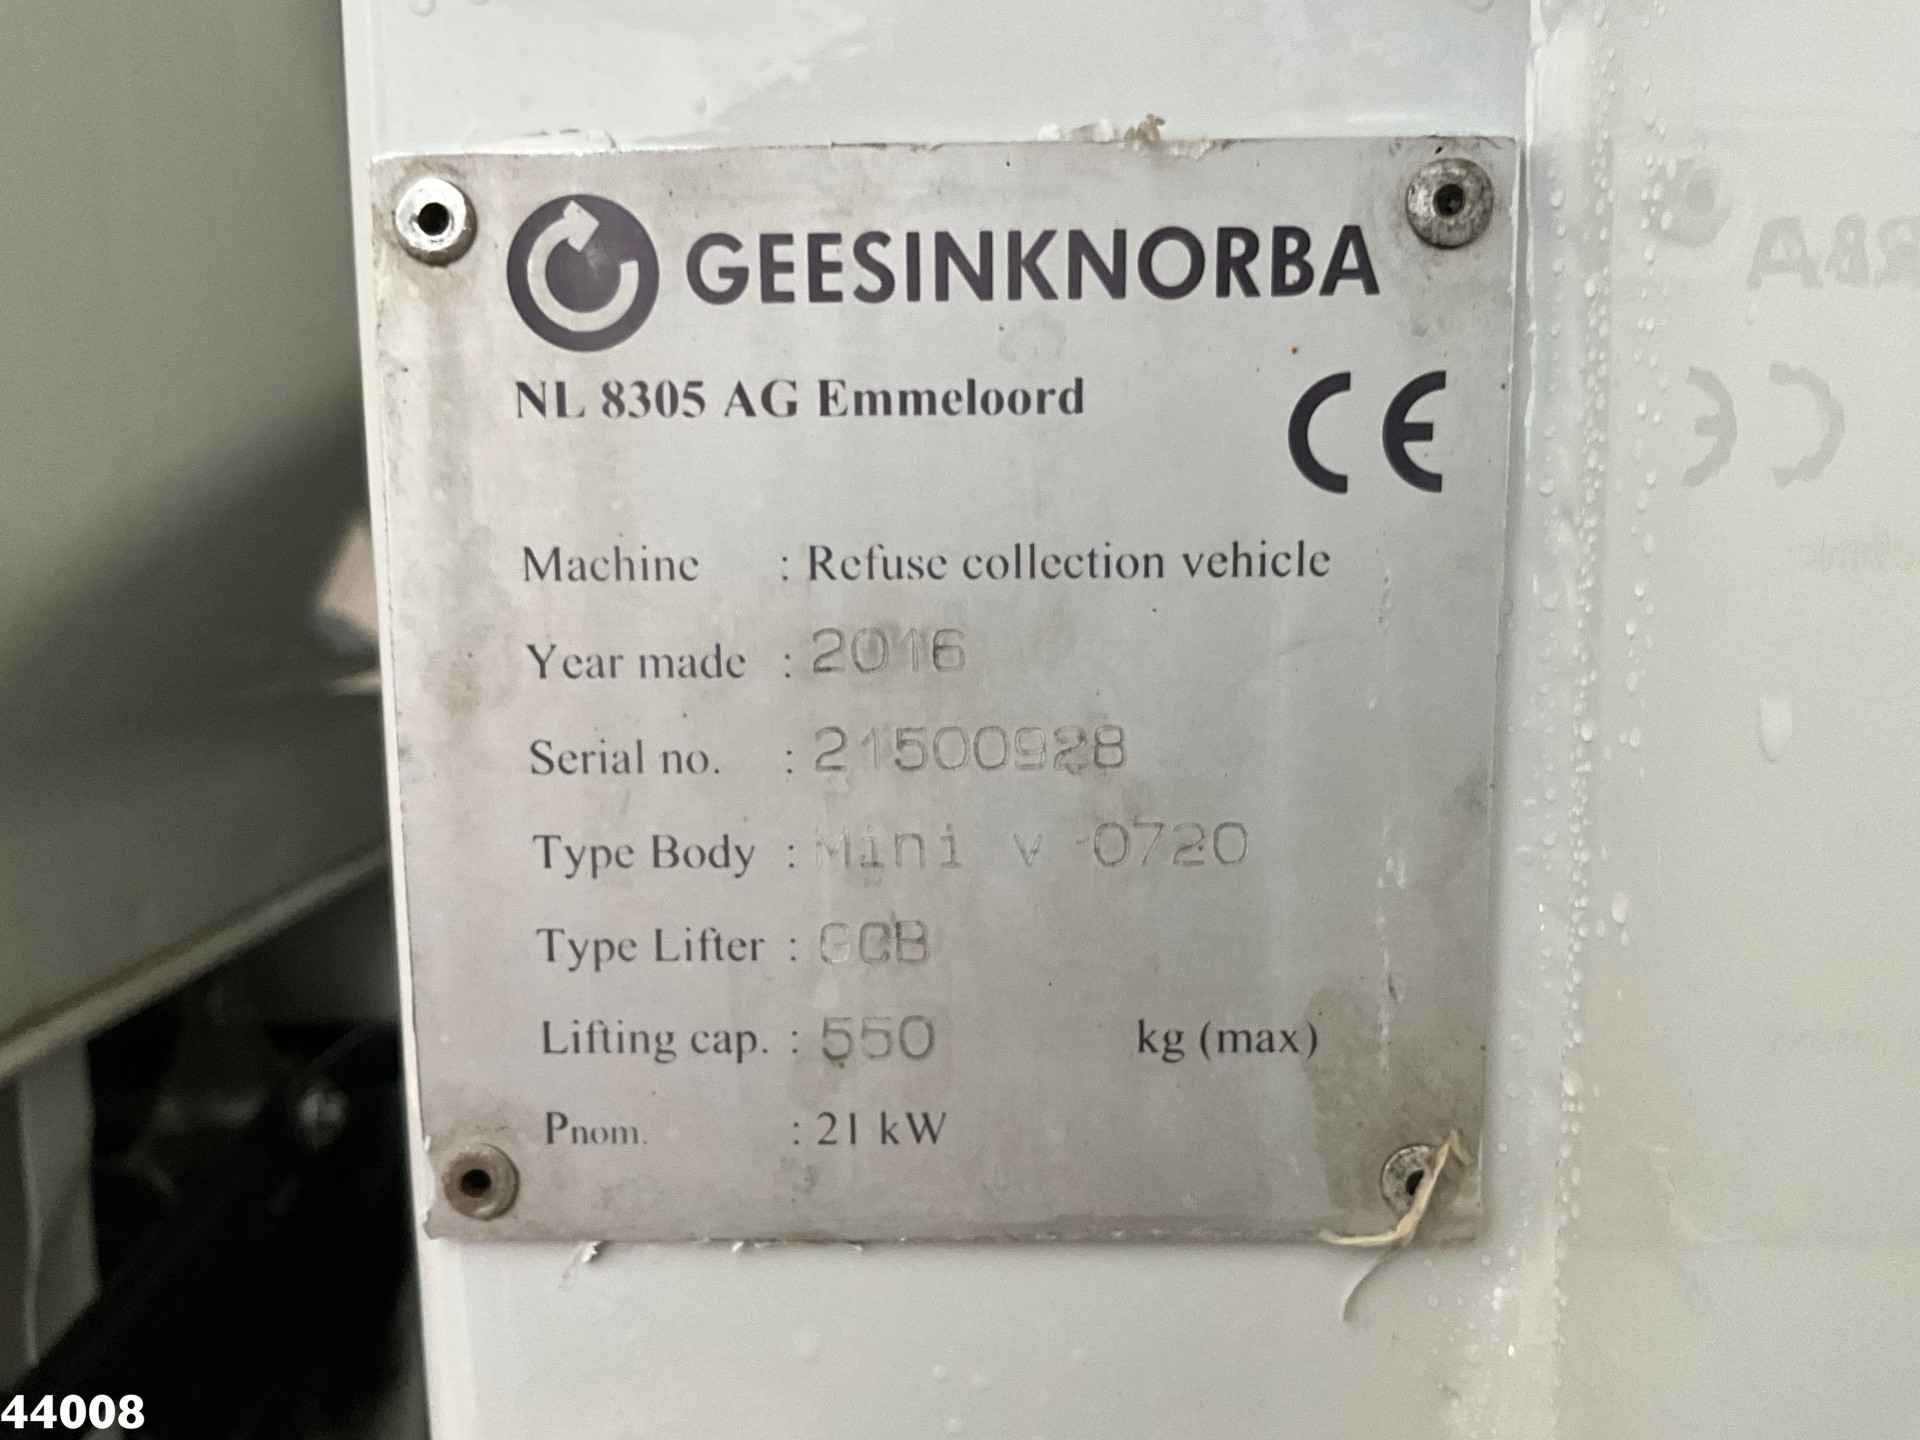 GEESINKNORBA
NL 8305 AG Emmeloord
CE
Machine : Refuse collection vehicle
Year made : 2016
Serial no. : 21500928
Type Body : Mini v -0720
Type Lifter : GCB
Lifting cap. : 550 kg (max)
Pnom. : 21 kW
44008